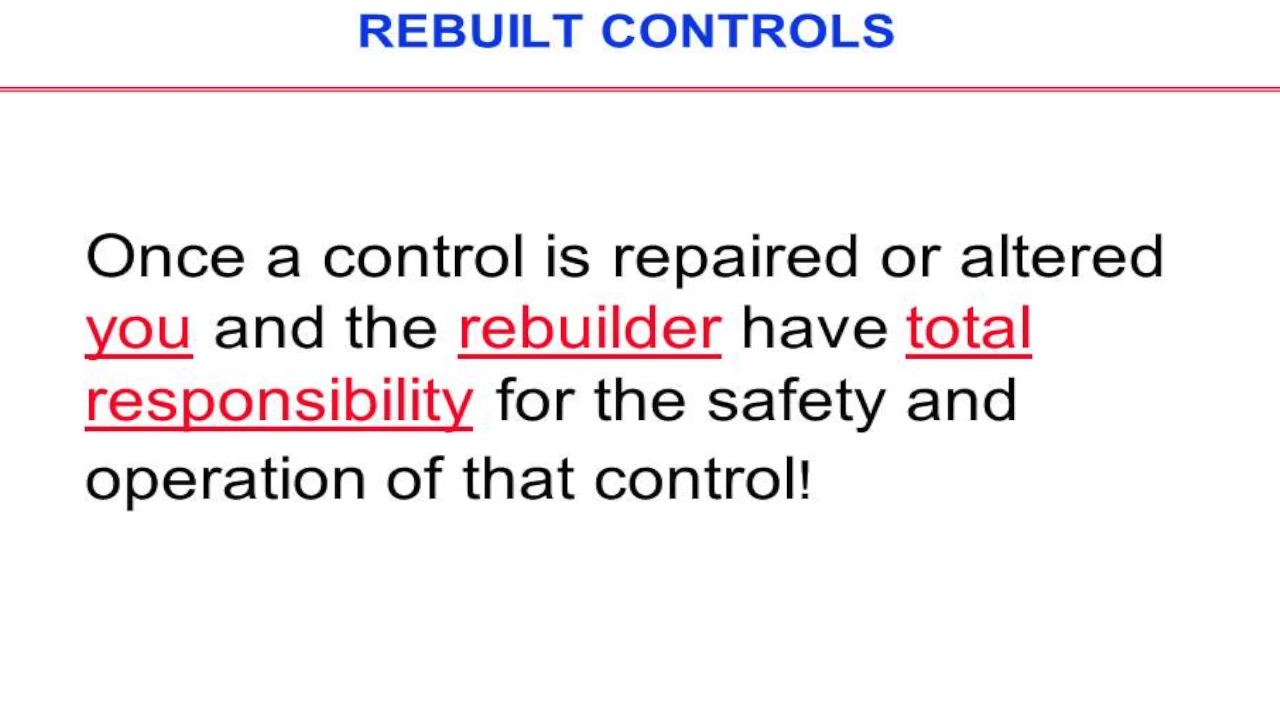 REBUILT CONTROLS
Once a control is repaired or altered
you and the rebuilder have total
responsibility for the safety and
operation of that control!